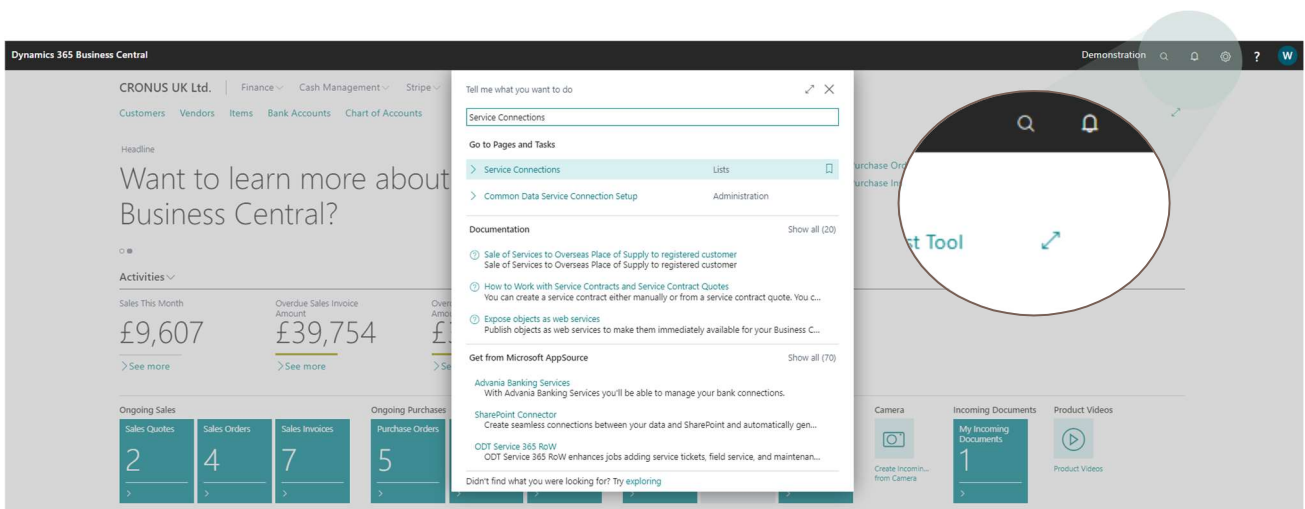 Dynamics 365 Business Central
Demonstration
?
W
CRONUS UK Ltd.
Finance
Cash Management
Stripe
Customers
Vendors
Items
Bank Accounts
Chart of Accounts
Headline
Want to learn more about
Business Central?
Activities
Sales This Month
£9,607
See more
Overdue Sales Invoice
Amount
£39,754
See more
£
Ongoing Sales
Sales Quotes
2
Sales Orders
4
Sales Invoices
7
Ongoing Purchases
Purchase Orders
5
Tell me what you want to do
Service Connections
Go to Pages and Tasks
Service Connections
Lists
Common Data Service Connection Setup
Administration
Documentation
Show all (20)
Sale of Services to Overseas Place of Supply to registered customer
Sale of Services to Overseas Place of Supply to registered customer
How to Work with Service Contracts and Service Contract Quotes
You can create a service contract either manually or from a service contract quote. You c...
Expose objects as web services
Publish objects as web services to make them immediately available for your Business C...
Get from Microsoft AppSource
Show all (70)
Advania Banking Services
With Advania Banking Services you'll be able to manage your bank connections.
SharePoint Connector
Create seamless connections between your data and SharePoint and automatically gen...
ODT Service 365 RoW
ODT Service 365 RoW enhances jobs adding service tickets, field service, and maintenan...
Didn't find what you were looking for? Try exploring
st Tool
Camera
Create Incomin...
from Camera
Incoming Documents
My Incoming
Documents
1
Product Videos
Product Videos